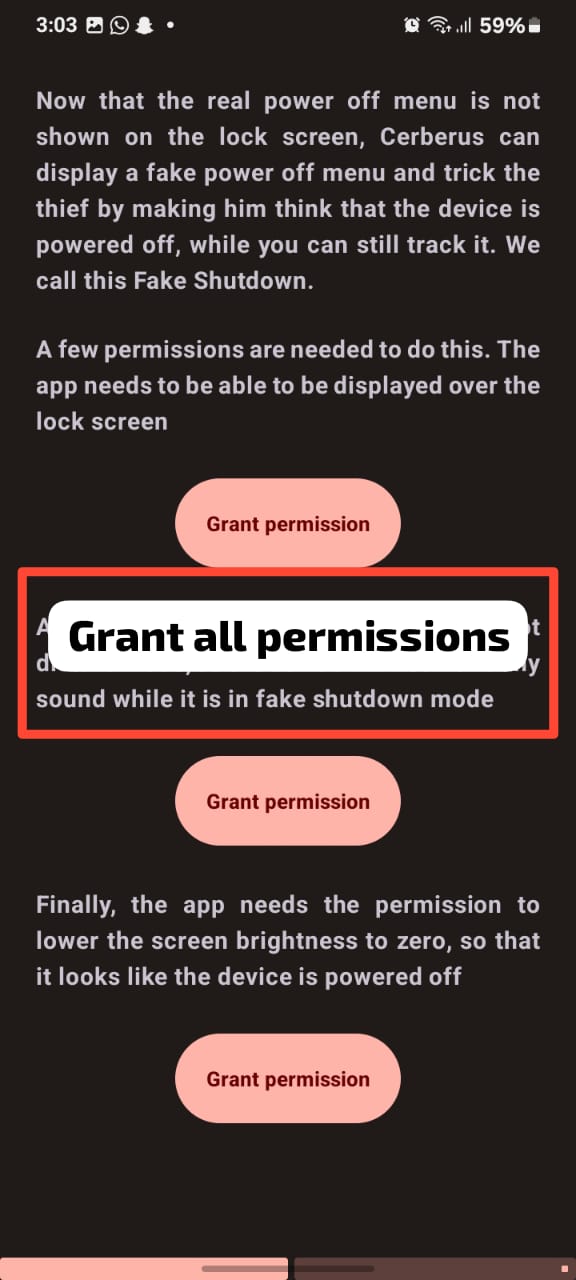 3:03
59%
Now that the real power off menu is not
shown on the lock screen, Cerberus can
display a fake power off menu and trick the
thief by making him think that the device is
powered off, while you can still track it. We
call this Fake Shutdown.
A few permissions are needed to do this. The
app needs to be able to be displayed over the
lock screen
Grant permission
Grant all permissions
sound while it is in fake shutdown mode
Grant permission
Finally, the app needs the permission to
lower the screen brightness to zero, so that
it looks like the device is powered off
Grant permission